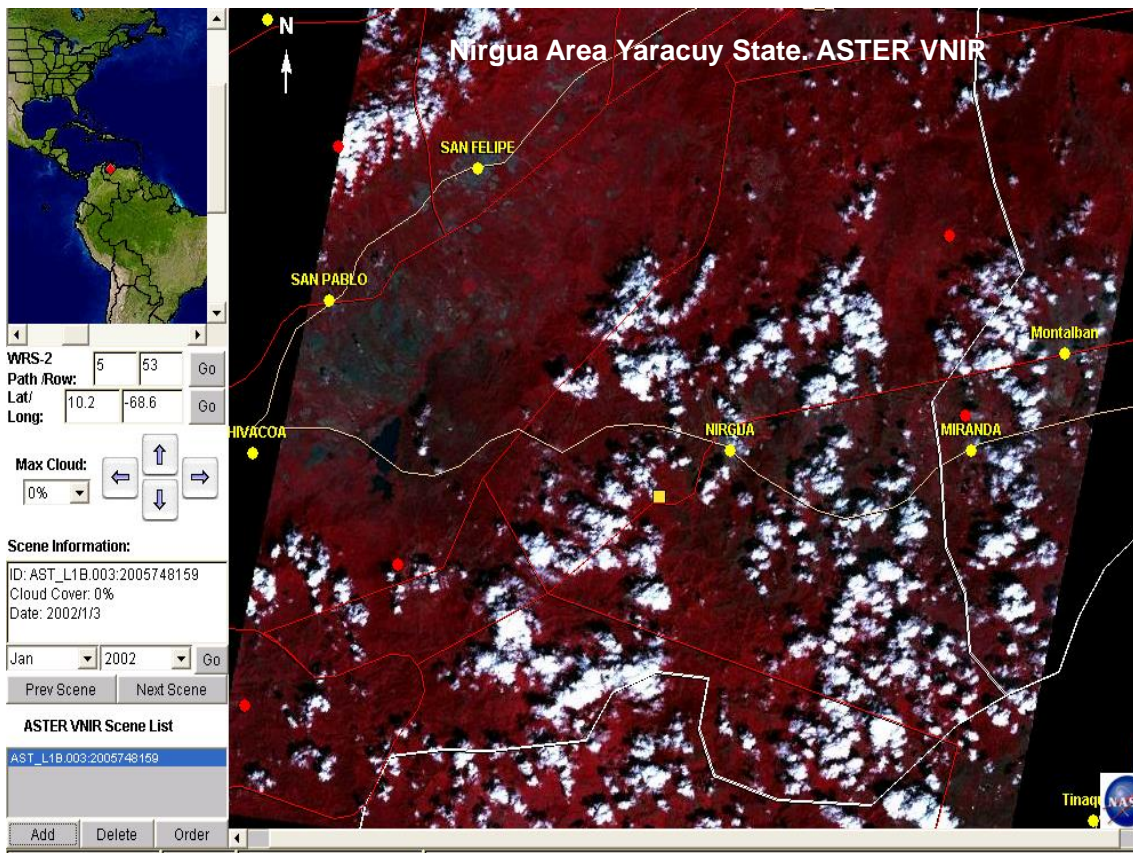 N
Nirgua Area Yaracuy State. ASTER VNIR
SAN FELIPE
SAN PABLO
Montalban
HIVACOA
NIRGUA
MIRANDA
Tinaqu
NAS
WRS-2
Path /Row: 5 53 Go
Lat/
Long: 10.2 -68.6 Go
Max Cloud:
0%
Scene Information:
ID: AST_L1B.003:2005748159
Cloud Cover: 0%
Date: 2002/1/3
Jan 2002 Go
Prev Scene Next Scene
ASTER VNIR Scene List
AST_L1B.003:2005748159
Add Delete Order